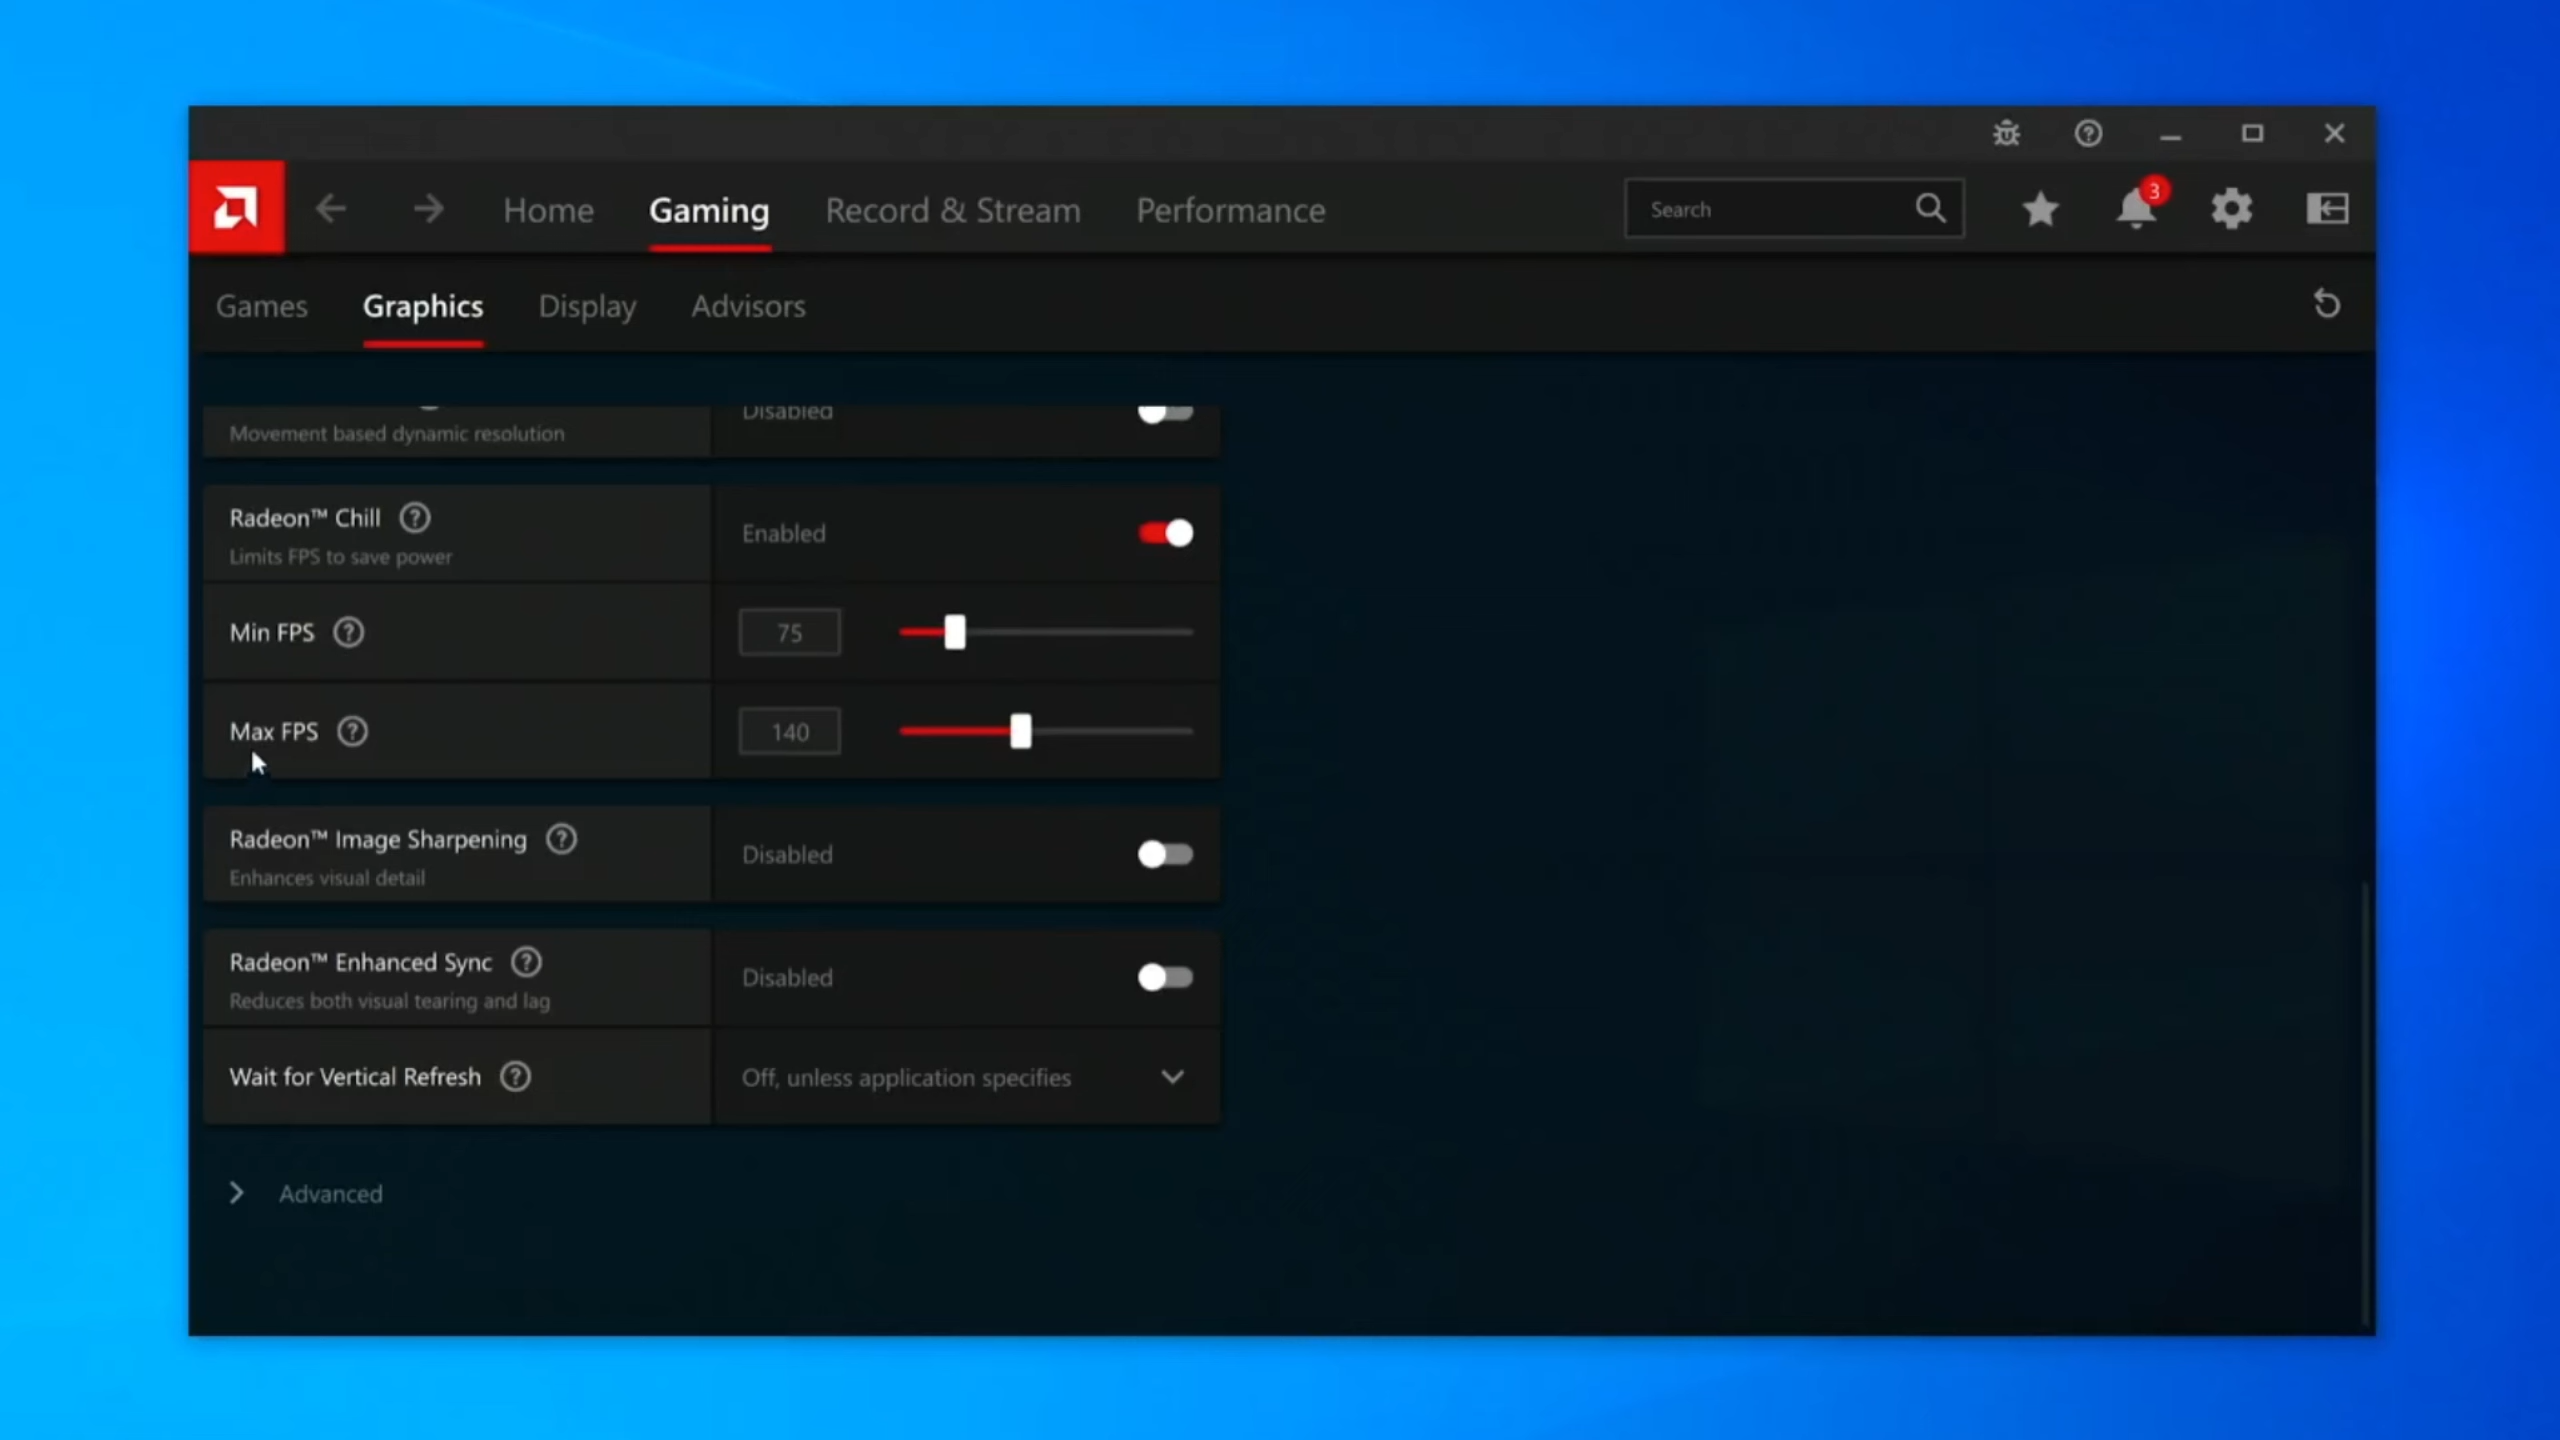 Home
Gaming
Record & Stream
Performance
Search
3
Games
Graphics
Display
Advisors
Disabled
Movement based dynamic resolution
Radeon™ Chill
Limits FPS to save power
Enabled
Min FPS
75
Max FPS
140
Radeon™ Image Sharpening
Enhances visual detail
Disabled
Radeon™ Enhanced Sync
Reduces both visual tearing and lag
Disabled
Wait for Vertical Refresh
Off, unless application specifies
Advanced